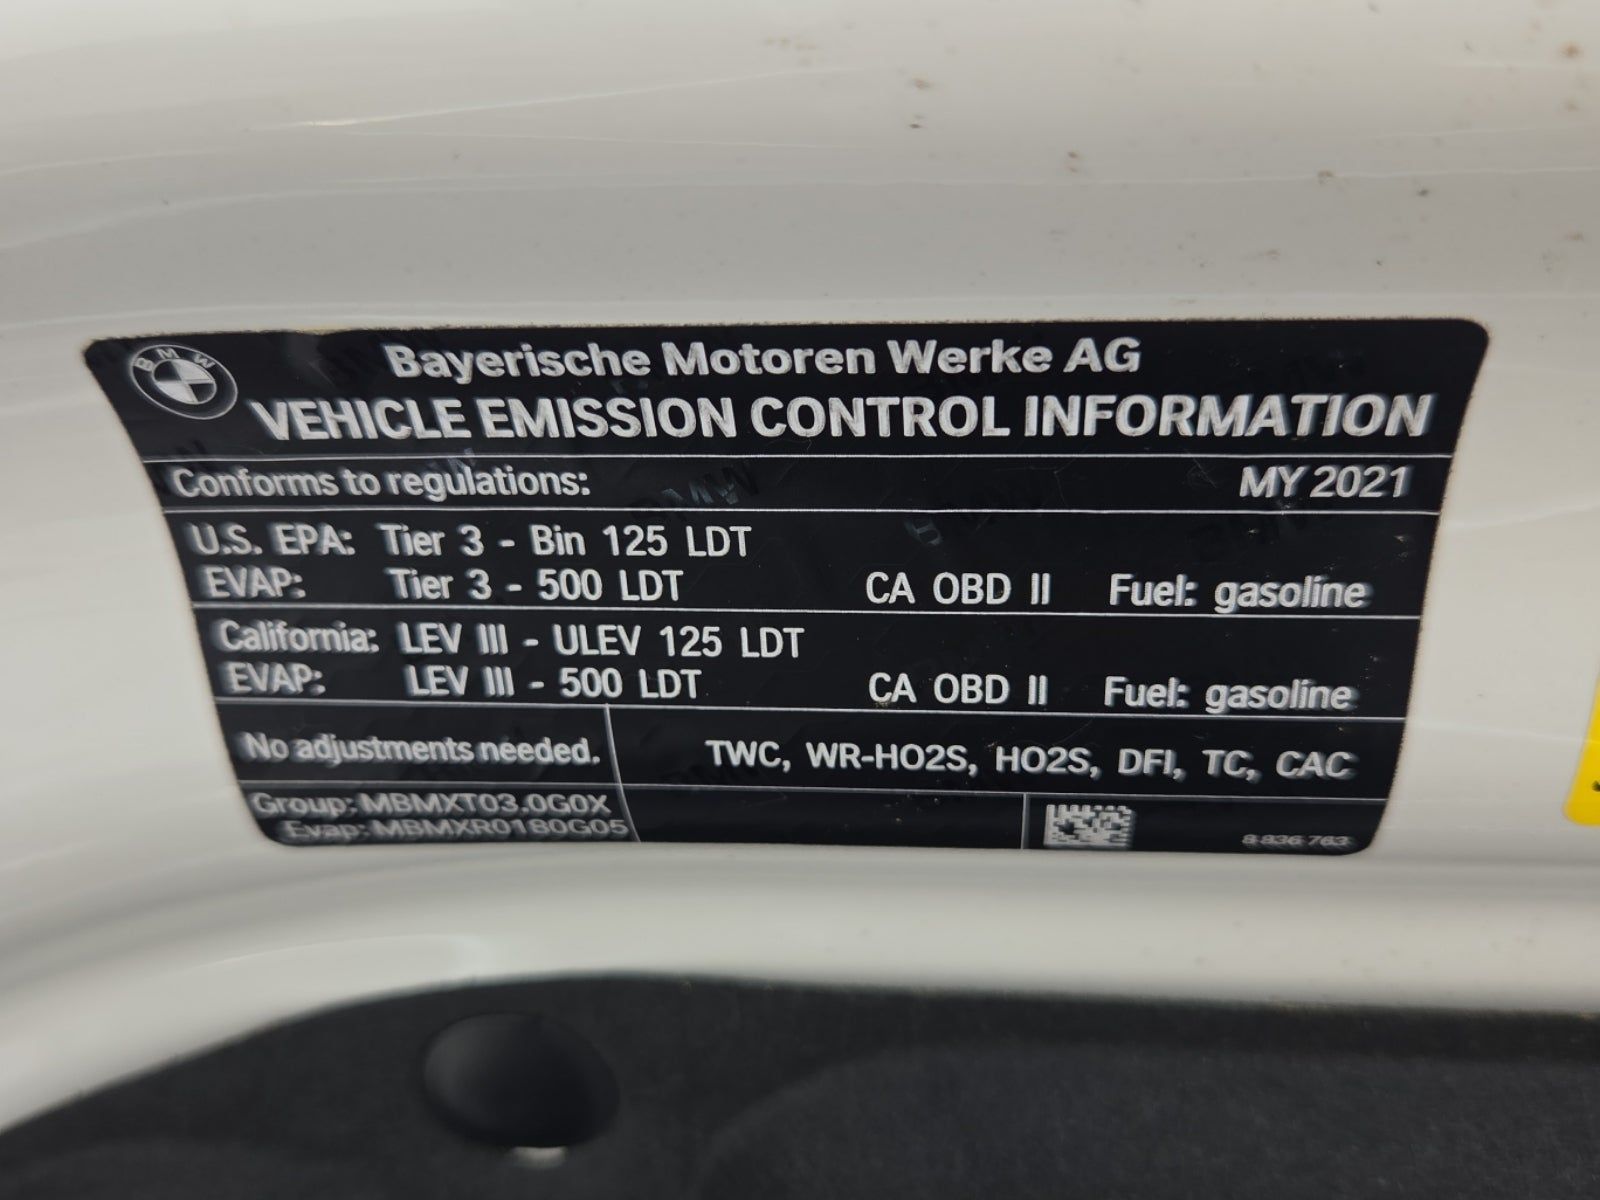 BMW
Bayerische Motoren Werke AG
VEHICLE EMISSION CONTROL INFORMATION
Conforms to regulations: MY 2021
U.S. EPA: Tier 3 - Bin 125 LDT
EVAP: Tier 3 - 500 LDT CA OBD II Fuel: gasoline
California: LEV III - ULEV 125 LDT
EVAP: LEV III - 500 LDT CA OBD II Fuel: gasoline
No adjustments needed. TWC, WR-HO2S, HO2S, DFI, TC, CAC
Group: MBMXT03.0G0X
Evap: MBMXR0180G05
8 836 763